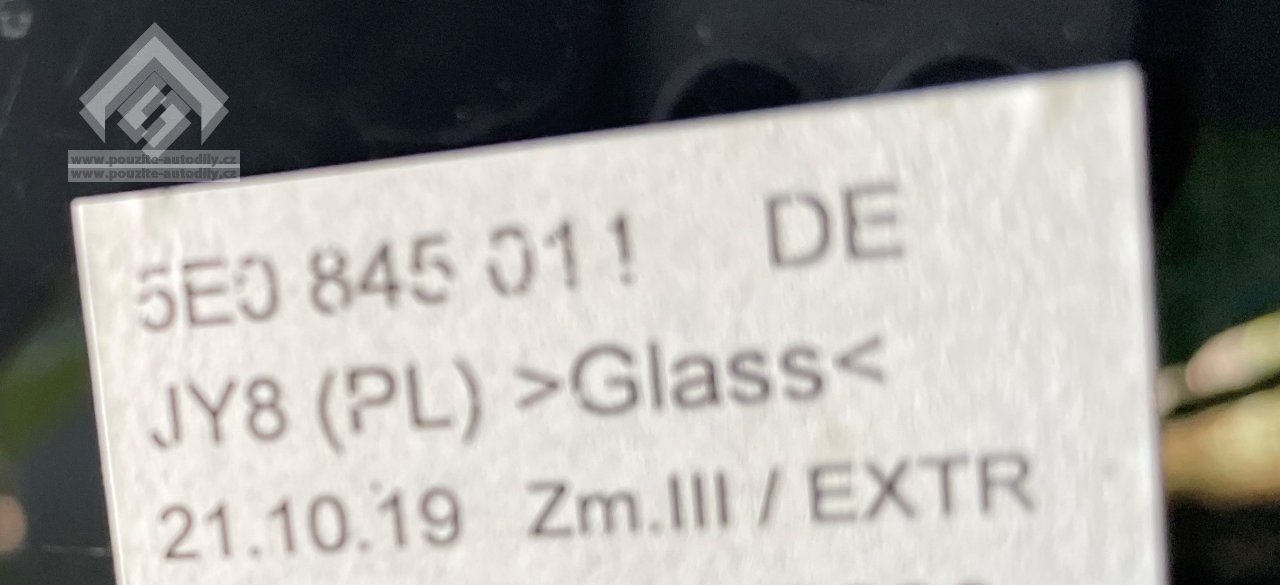 www.pouzite-autodily.cz
www.pouzite-autodily.cz
5E0 845 011 DE
JY8 (PL) >Glass<
21.10.19 Zm.III / EXTR